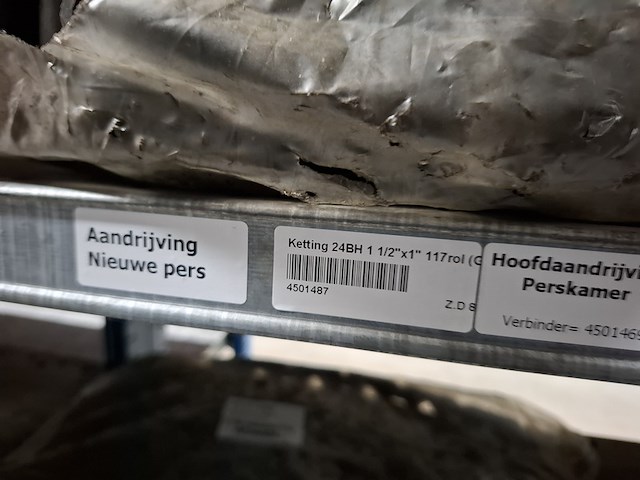 Aandrijving
Nieuwe pers
Ketting 24BH 1 1/2"x1" 117rol
4501487
Z.D
Hoofdaandrijvi
Perskamer
Verbinder= 450146